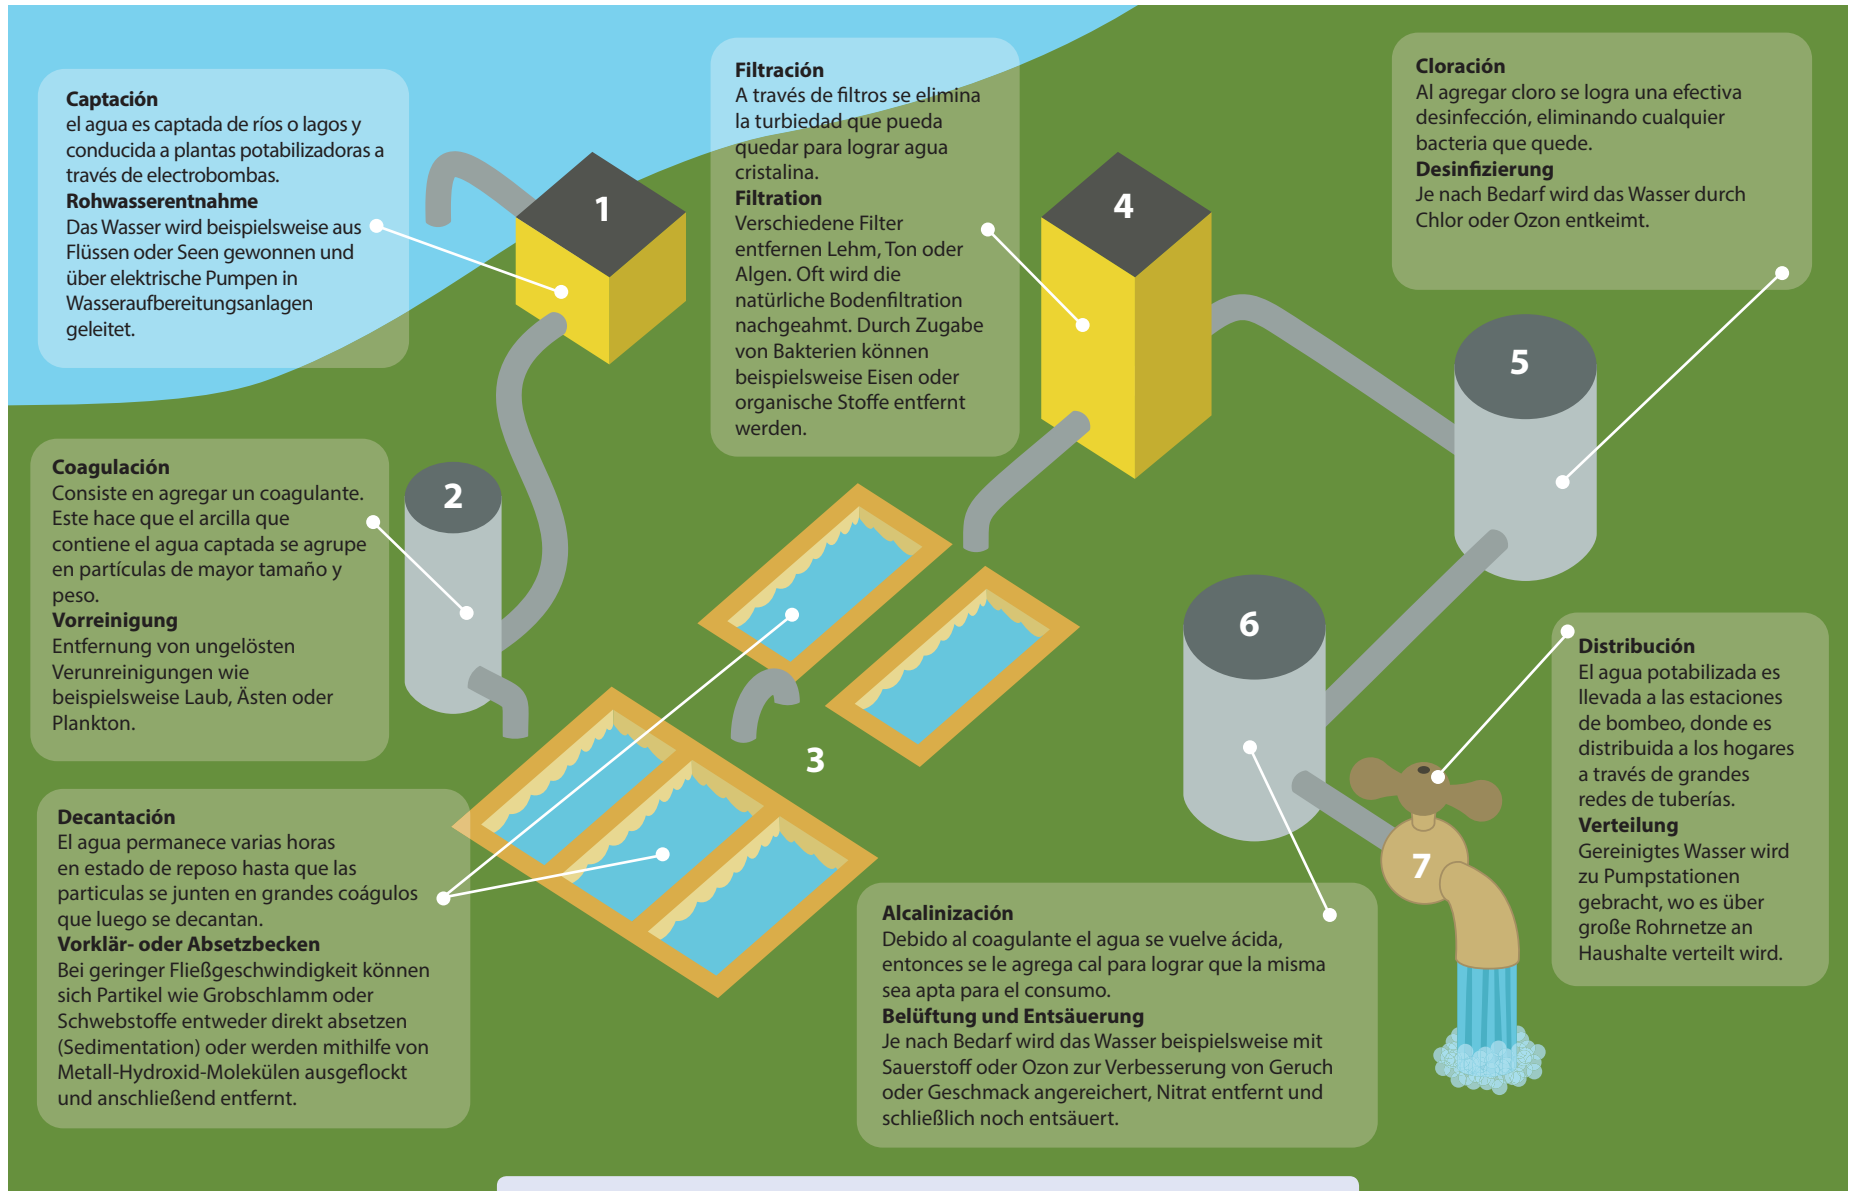 Captación
el agua es captada de ríos o lagos y
conducida a plantas potabilizadoras a
través de electrobombas.
Rohwasserentnahme
Das Wasser wird beispielsweise aus
Flüssen oder Seen gewonnen und
über elektrische Pumpen in
Wasseraufbereitungsanlagen
geleitet.
1
Coagulación
Consiste en agregar un coagulante.
Este hace que el arcilla que
contiene el agua captada se agrupe
en partículas de mayor tamaño y
peso.
Vorreinigung
Entfernung von ungelösten
Verunreinigungen wie
beispielsweise Laub, Ästen oder
Plankton.
2
Decantación
El agua permanece varias horas
en estado de reposo hasta que las
particulas se junten en grandes coágulos
que luego se decantan.
Vorklär- oder Absetzbecken
Bei geringer Fließgeschwindigkeit können
sich Partikel wie Grobschlamm oder
Schwebstoffe entweder direkt absetzen
(Sedimentation) oder werden mithilfe von
Metall-Hydroxid-Molekülen ausgeflockt
und anschließend entfernt.
3
Filtración
A través de filtros se elimina
la turbiedad que pueda
quedar para lograr agua
cristalina.
Filtration
Verschiedene Filter
entfernen Lehm, Ton oder
Algen. Oft wird die
natürliche Bodenfiltration
nachgeahmt. Durch Zugabe
von Bakterien können
beispielsweise Eisen oder
organische Stoffe entfernt
werden.
4
Cloración
Al agregar cloro se logra una efectiva
desinfección, eliminando cualquier
bacteria que quede.
Desinfizierung
Je nach Bedarf wird das Wasser durch
Chlor oder Ozon entkeimt.
5
Alcalinización
Debido al coagulante el agua se vuelve ácida,
entonces se le agrega cal para lograr que la misma
sea apta para el consumo.
Belüftung und Entsäuerung
Je nach Bedarf wird das Wasser beispielsweise mit
Sauerstoff oder Ozon zur Verbesserung von Geruch
oder Geschmack angereichert, Nitrat entfernt und
schließlich noch entsäuert.
6
Distribución
El agua potabilizada es
llevada a las estaciones
de bombeo, donde es
distribuida a los hogares
a través de grandes
redes de tuberías.
Verteilung
Gereinigtes Wasser wird
zu Pumpstationen
gebracht, wo es über
große Rohrnetze an
Haushalte verteilt wird.
7